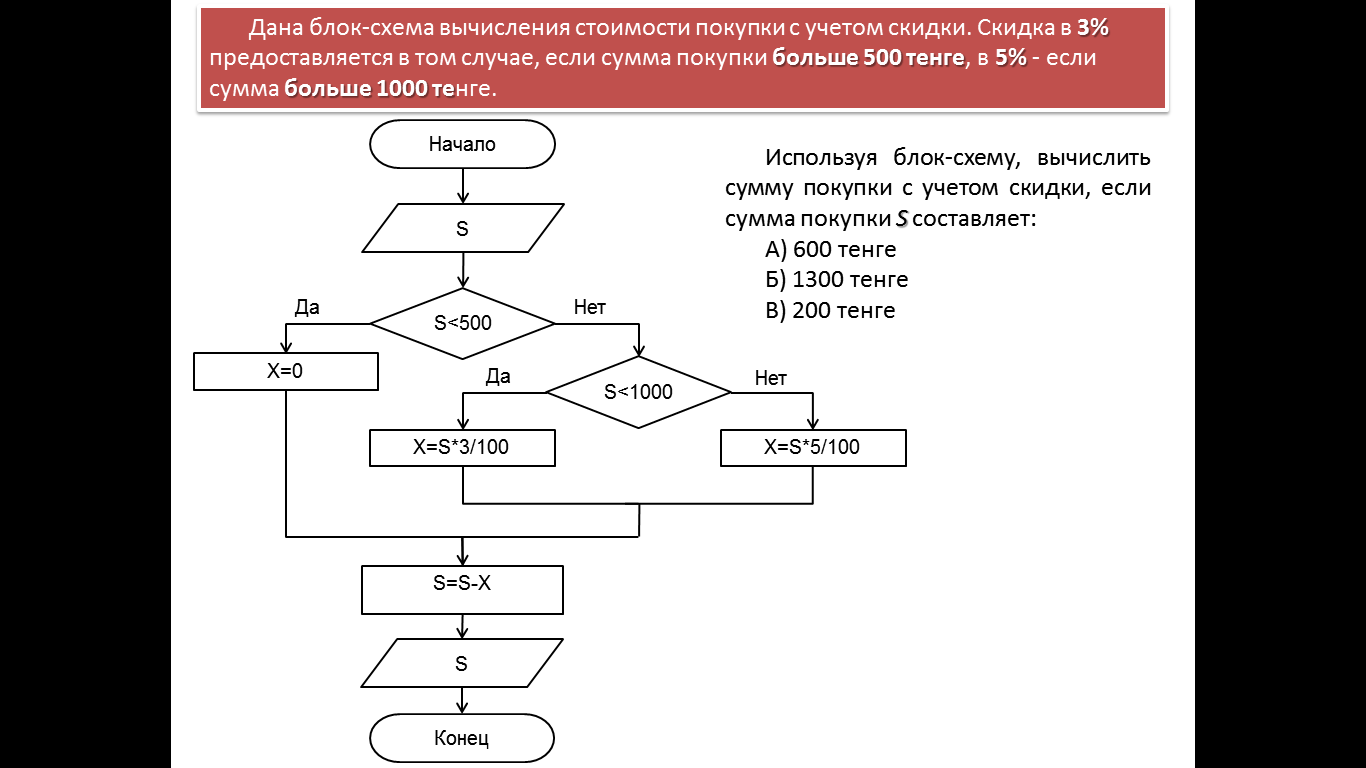 Дана блок-схема вычисления стоимости покупки с учетом скидки. Скидка в 3%
предоставляется в том случае, если сумма покупки больше 500 тенге, в 5% - если
сумма больше 1000 тенге.
Начало
Используя блок-схему, вычислить
сумму покупки с учетом скидки, если
сумма покупки S составляет:
А) 600 тенге
Б) 1300 тенге
В) 200 тенге
S
Да
S<500
Нет
X=0
Да
S<1000
Нет
X=S*3/100
X=S*5/100
S=S-X
S
Конец